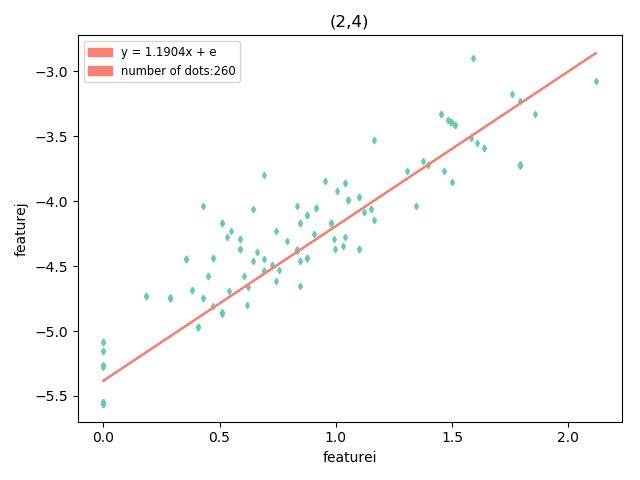 (2,4)
y = 1.1904x + e
number of dots:260
−3.0
−3.5
−4.0
−4.5
−5.0
−5.5
featurej
0.0 0.5 1.0 1.5 2.0
featurei